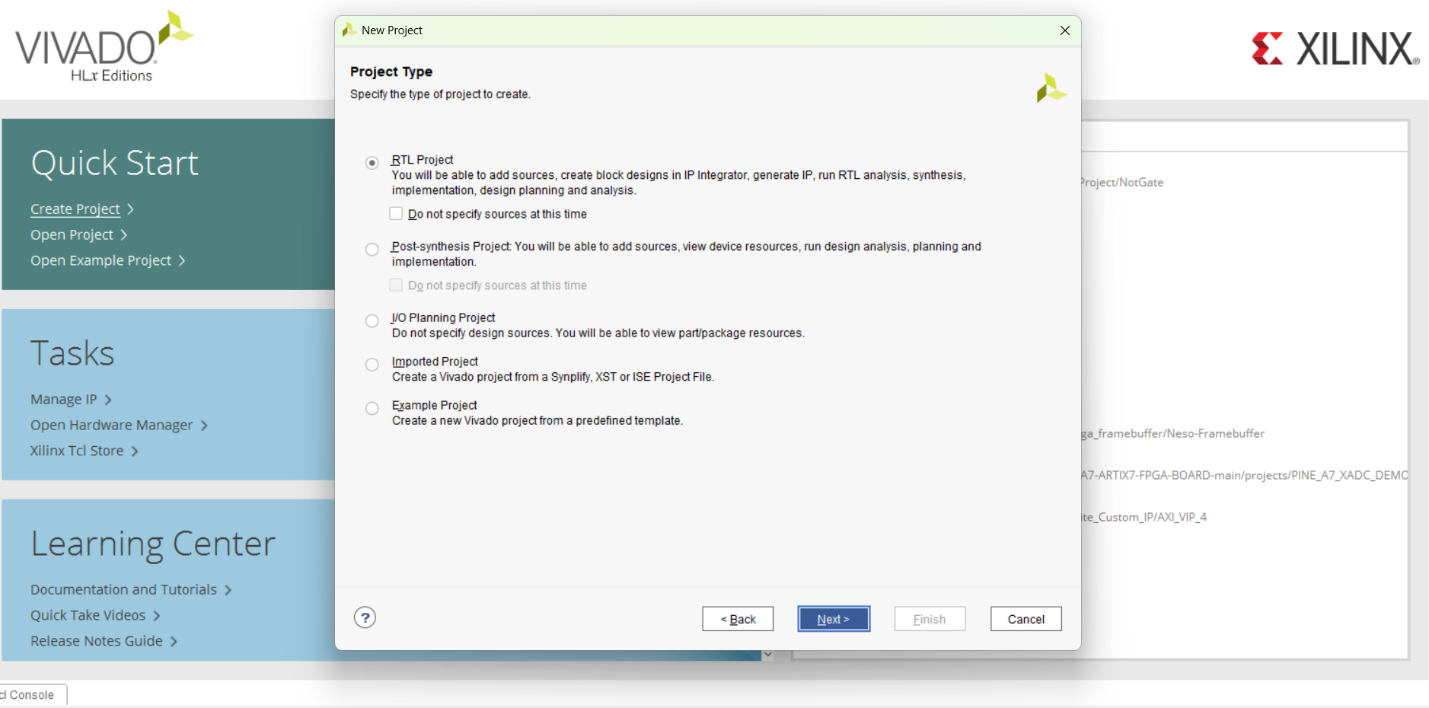 VIVADO
HLx Editions
XILINX
Quick Start
Create Project >
Open Project >
Open Example Project >
Tasks
Manage IP >
Open Hardware Manager >
Xilinx Tcl Store >
Learning Center
Documentation and Tutorials >
Quick Take Videos >
Release Notes Guide >
cl Console
New Project
Project Type
Specify the type of project to create.
RTL Project
You will be able to add sources, create block designs in IP Integrator, generate IP, run RTL analysis, synthesis,
implementation, design planning and analysis.
Do not specify sources at this time
Post-synthesis Project: You will be able to add sources, view device resources, run design analysis, planning and
implementation.
Do not specify sources at this time
I/O Planning Project
Do not specify design sources. You will be able to view part/package resources.
Imported Project
Create a Vivado project from a Synplify, XST or ISE Project File.
Example Project
Create a new Vivado project from a predefined template.
?
< Back
Next >
Finish
Cancel
Project/NotGate
ga_framebuffer/Neso-Framebuffer
A7-ARTIX7-FPGA-BOARD-main/projects/PINE_A7_XADC_DEMO
ite_Custom_IP/AXI_VIP_4